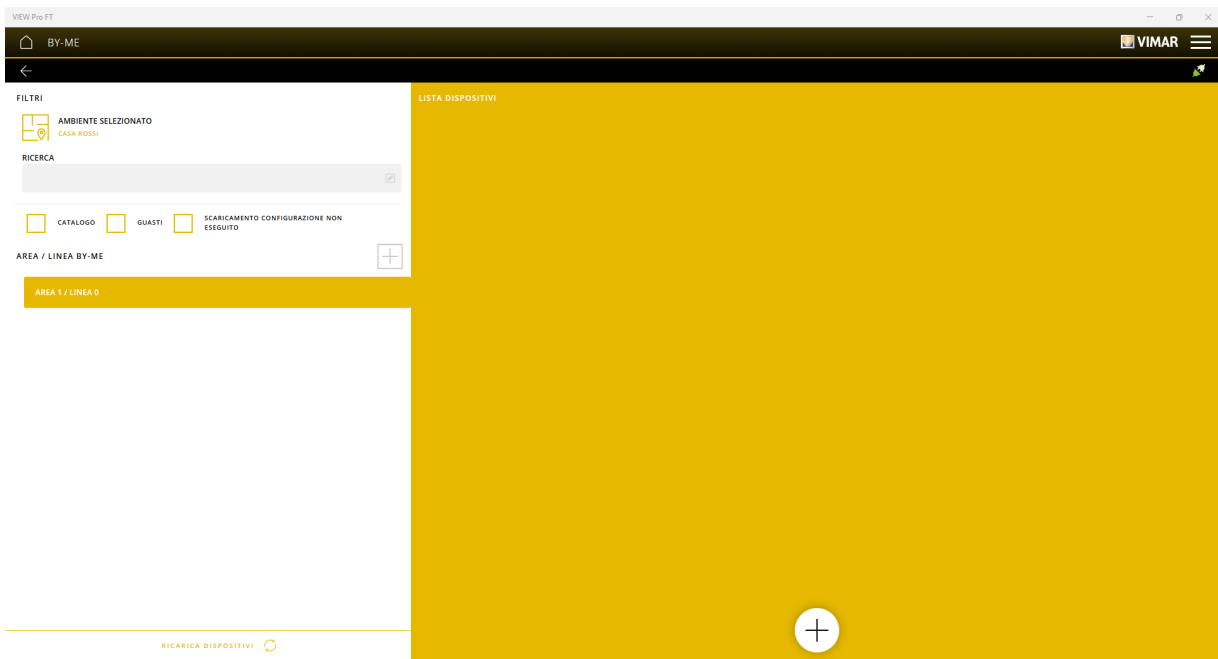 VIEW Pro FT
BY-ME
VIMAR
FILTRI
LISTA DISPOSITIVI
AMBIENTE SELEZIONATO
CASA ROSSI
RICERCA
CATALOGO
GUASTI
SCARICAMENTO CONFIGURAZIONE NON
ESEGUITO
AREA / LINEA BY-ME
AREA 1 / LINEA 0
RICARICA DISPOSITIVI